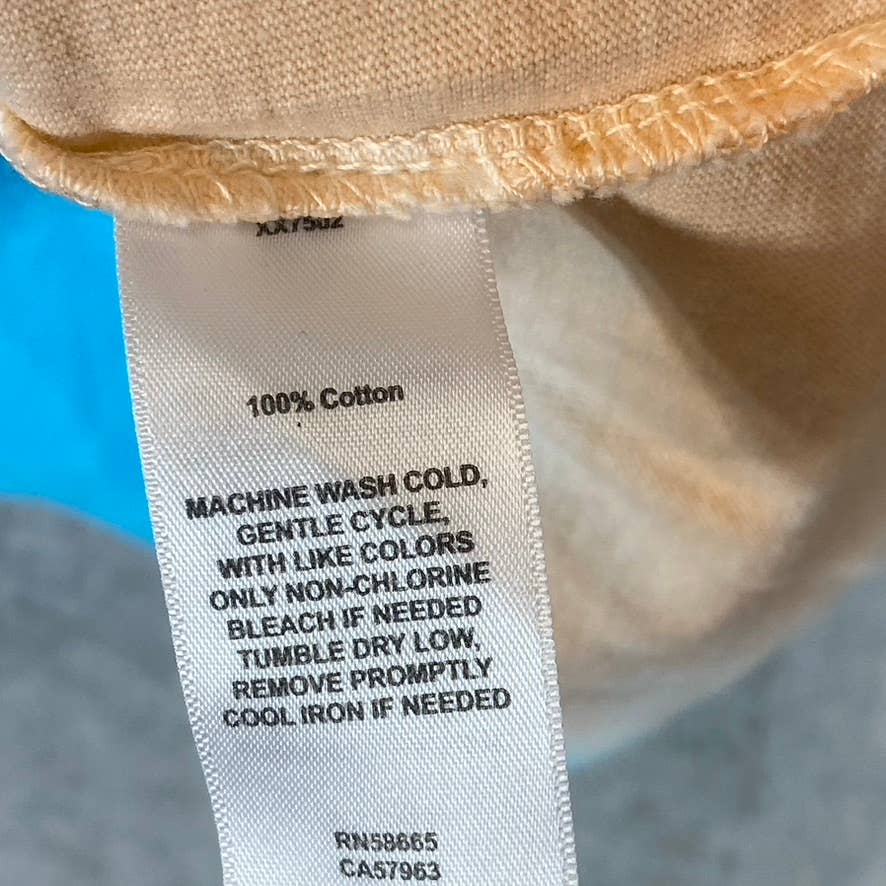 XX7502
100% Cotton
MACHINE WASH COLD,
GENTLE CYCLE,
WITH LIKE COLORS
ONLY NON-CHLORINE
BLEACH IF NEEDED
TUMBLE DRY LOW,
REMOVE PROMPTLY
COOL IRON IF NEEDED
RN58665
CA57963